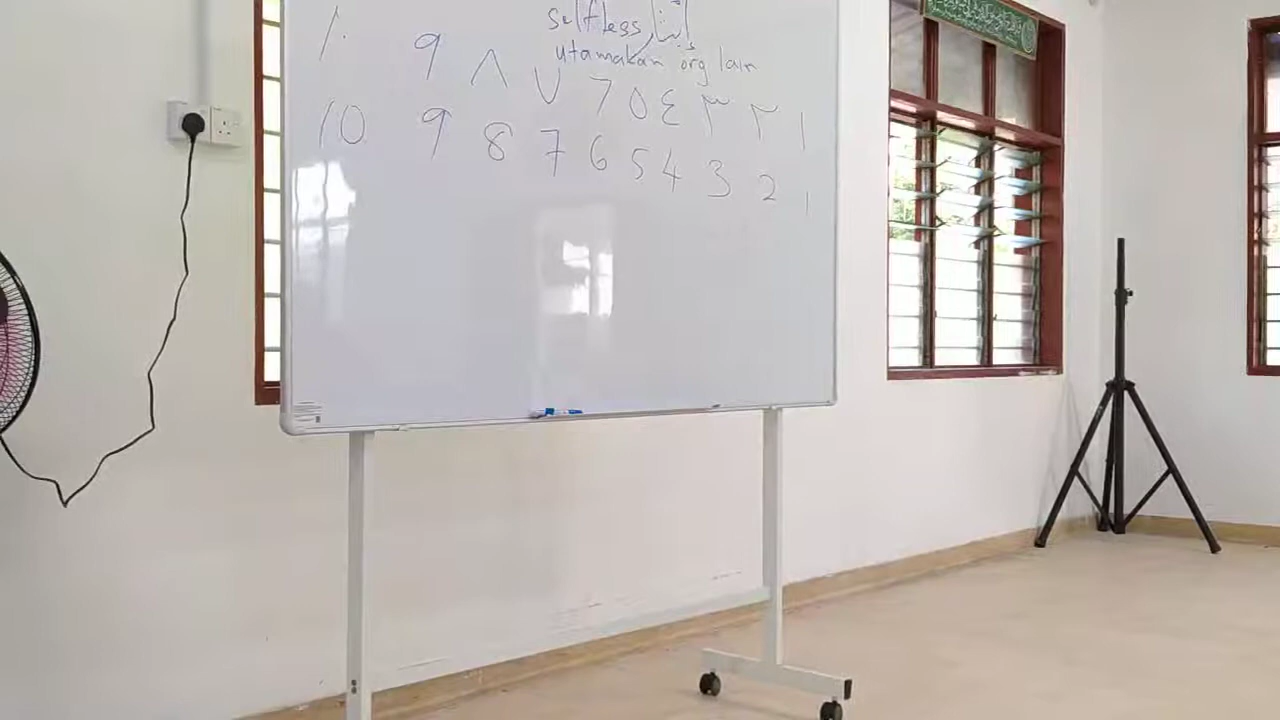 selfless إيثار
utamakan org lain
١٠ ٩ ٨ ٧ ٦ ٥ ٤ ٣ ٢ ١
10 9 8 7 6 5 4 3 2 1